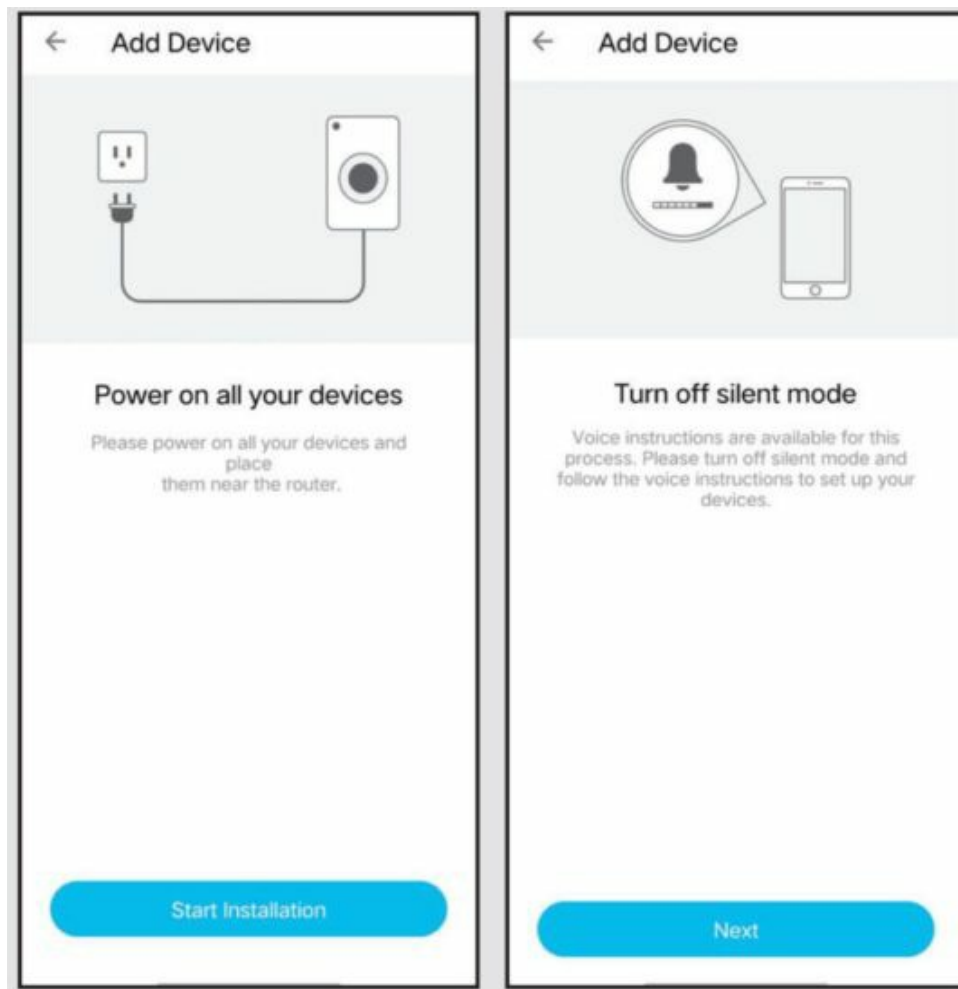 Add Device
Power on all your devices
Please power on all your devices and
place
them near the router.
Start Installation
Add Device
Turn off silent mode
Voice instructions are available for this
process. Please turn off silent mode and
follow the voice instructions to set up your
devices.
Next